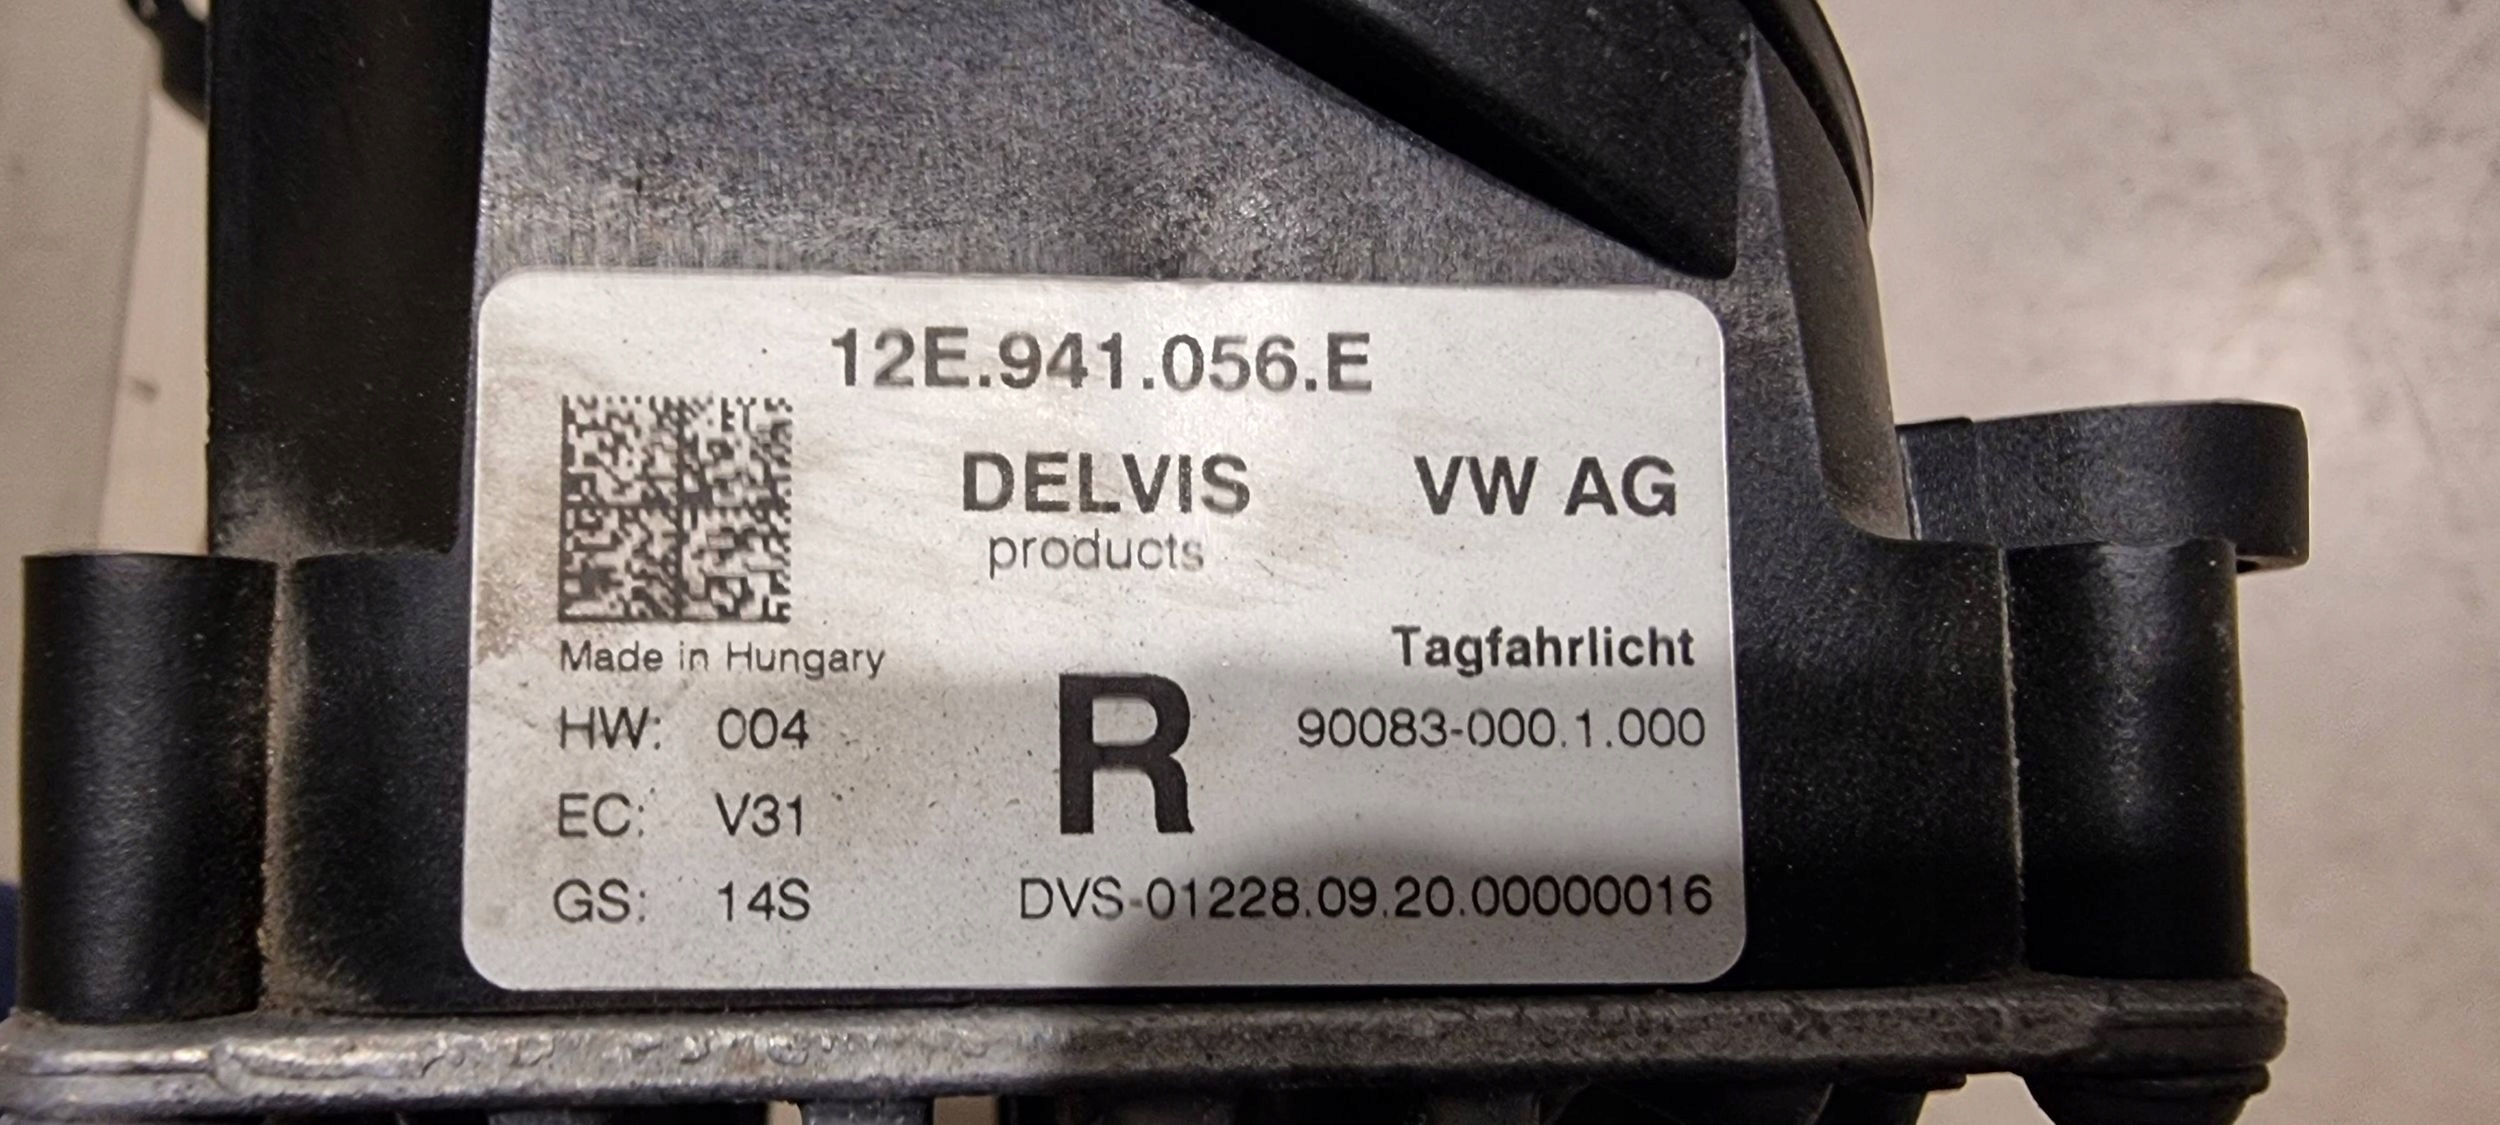 12E.941.056.E
DELVIS VW AG
products
Made in Hungary Tagfahrlicht
HW: 004 R 90083-000.1.000
EC: V31
GS: 14S DVS-01228.09.20.00000016